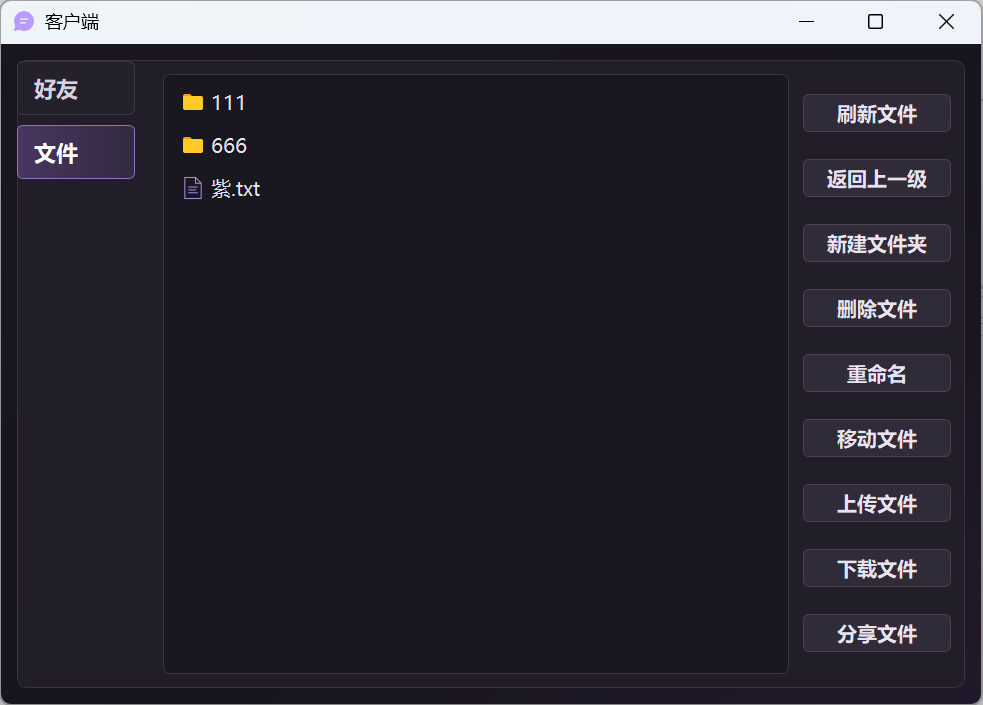 客户端
好友
文件
111
666
紫.txt
刷新文件
返回上一级
新建文件夹
删除文件
重命名
移动文件
上传文件
下载文件
分享文件